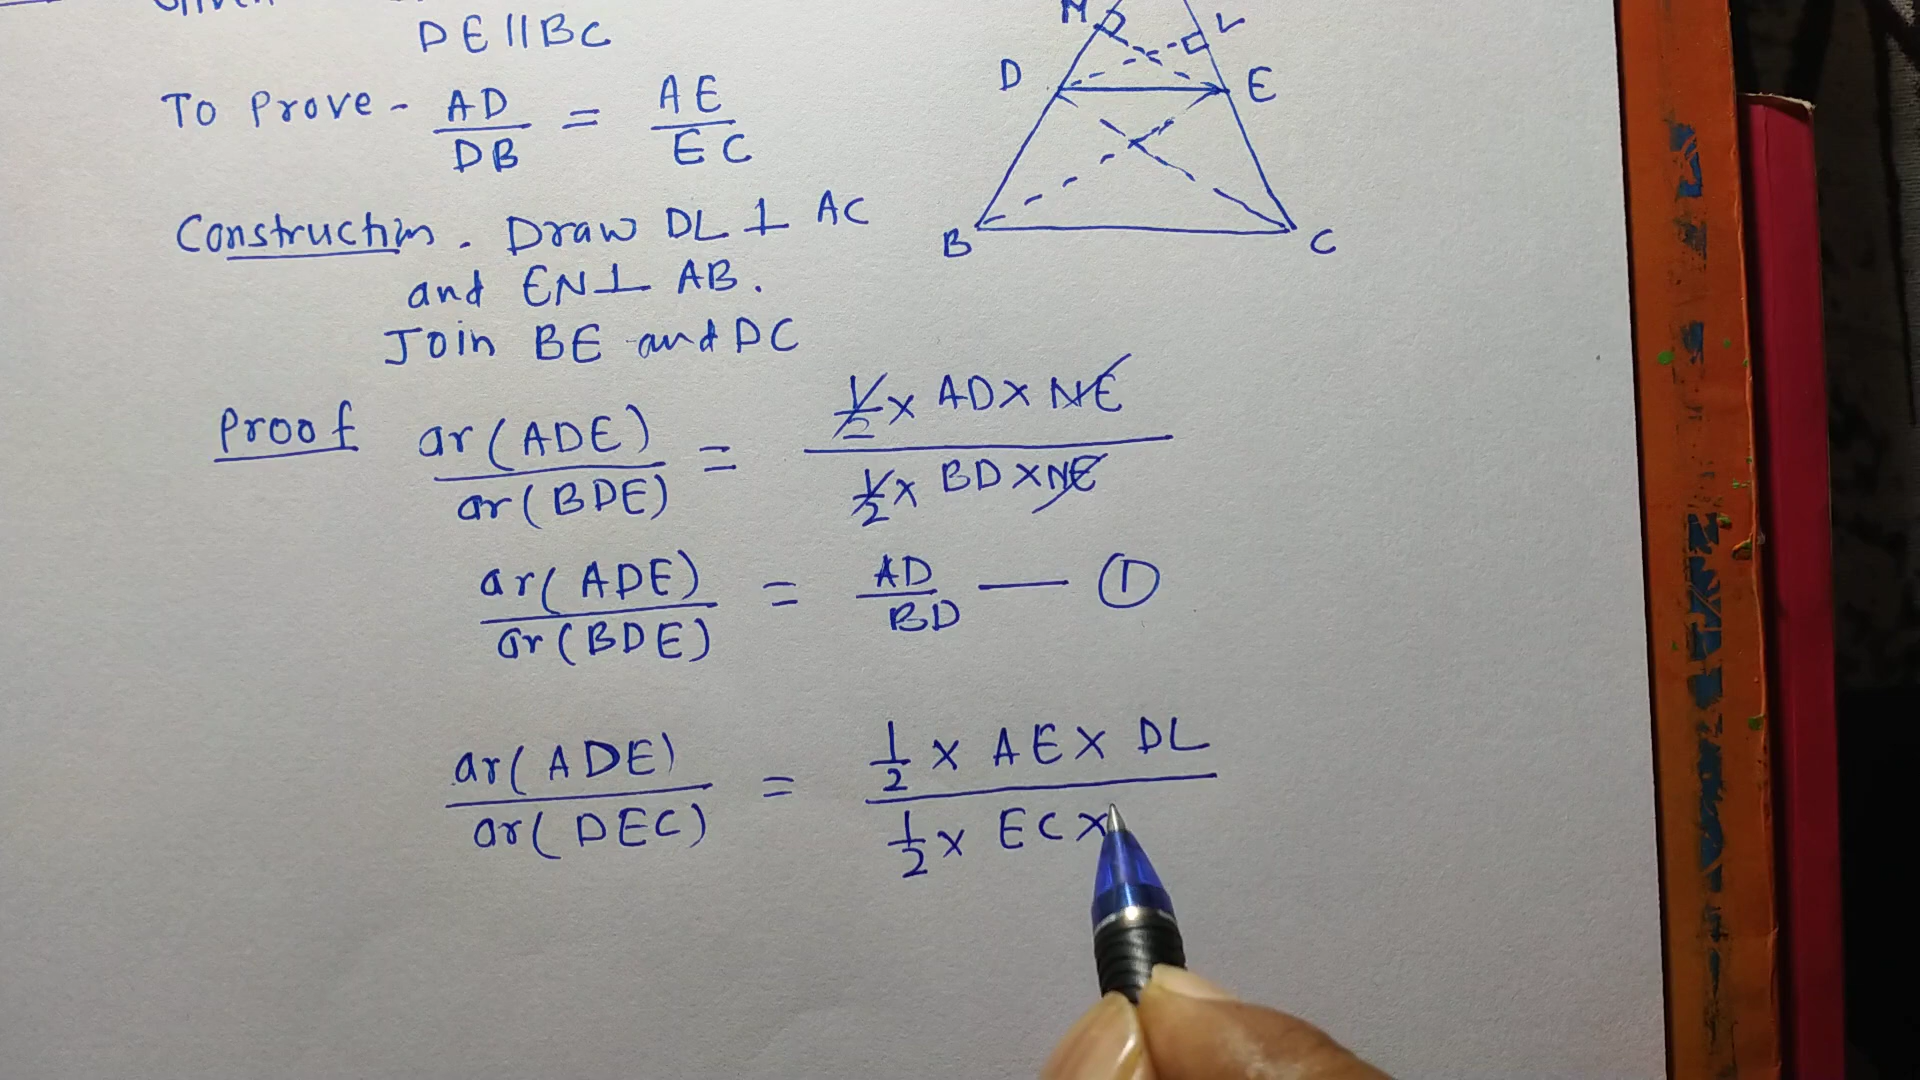 Given
DE || BC
To Prove - AD/DB = AE/EC
Construction. Draw DL ⊥ AC
and EN ⊥ AB.
Join BE and DC
Proof ar(ADE)/ar(BDE) = 1/2 × AD × NE / 1/2 × BD × NE
ar(ADE)/ar(BDE) = AD/BD — ①
ar(ADE)/ar(DEC) = 1/2 × AE × DL / 1/2 × EC ×
L
D
E
B
C